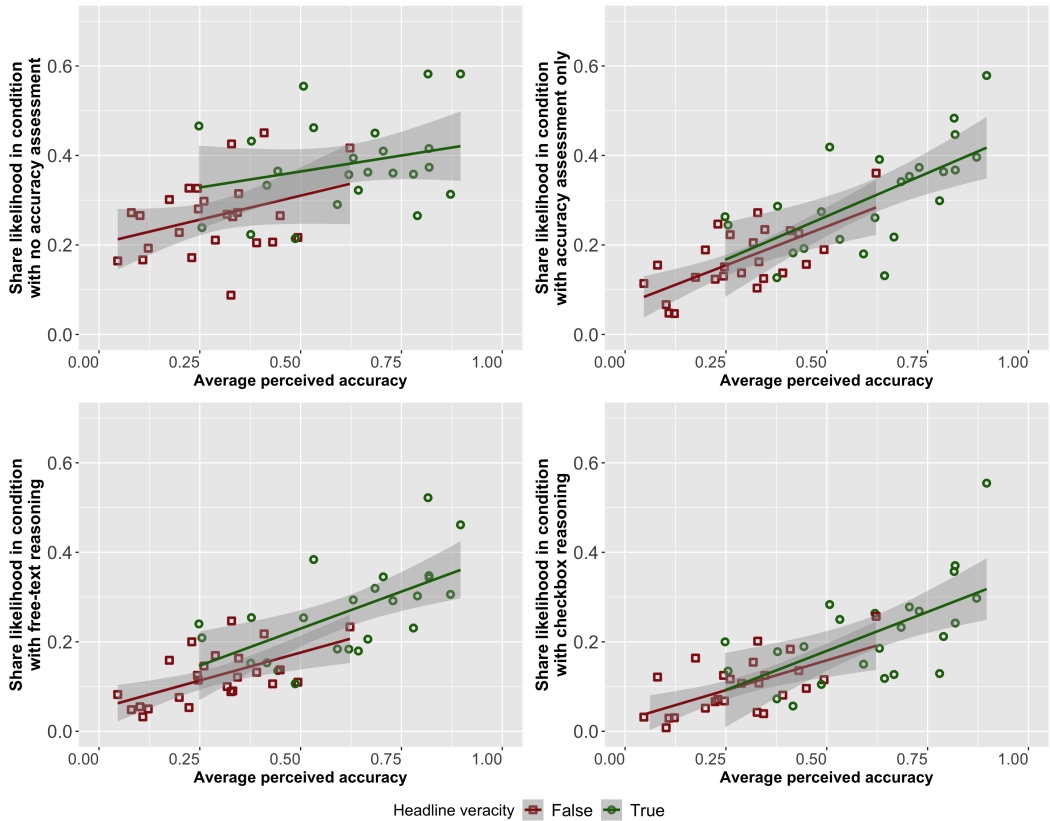 Share likelihood in condition
with no accuracy assessment
0.6
0.4
0.2
0.0
0.00 0.25 0.50 0.75 1.00
Average perceived accuracy
Share likelihood in condition
with accuracy assessment only
0.6
0.4
0.2
0.0
0.00 0.25 0.50 0.75 1.00
Average perceived accuracy
Share likelihood in condition
with free-text reasoning
0.6
0.4
0.2
0.0
0.00 0.25 0.50 0.75 1.00
Average perceived accuracy
Share likelihood in condition
with checkbox reasoning
0.6
0.4
0.2
0.0
0.00 0.25 0.50 0.75 1.00
Average perceived accuracy
Headline veracity False True